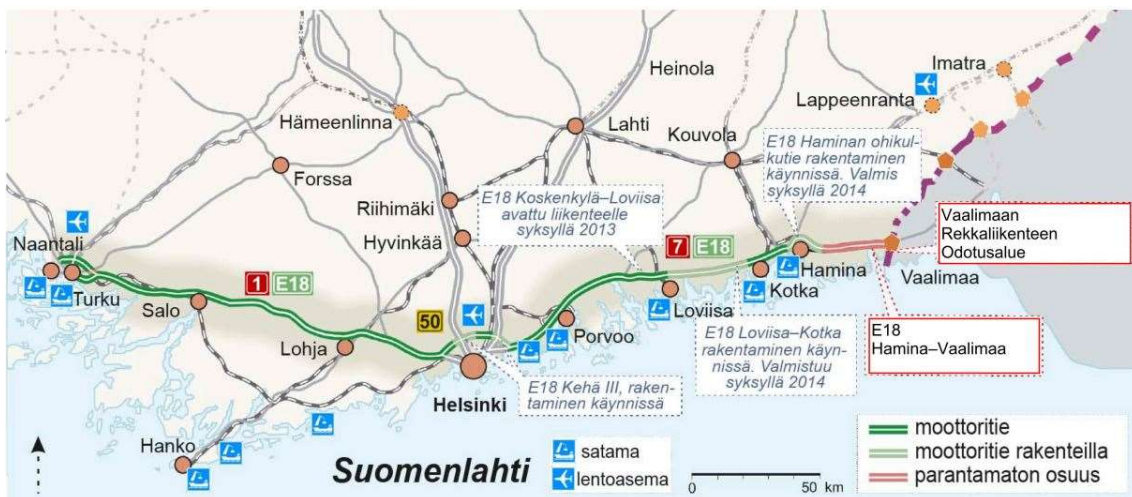 Imatra
Heinola
Lappeenranta
Hämeenlinna
Lahti
Kouvola
E18 Haminan ohikul-
kutie rakentaminen
käynnissä. Valmis
syksyllä 2014
Forssa
Riihimäki
E18 Koskenkylä–Loviisa
avattu liikenteelle
syksyllä 2013
Hyvinkää
Naantali
Turku
1 E18
7 E18
Vaalimaan
Rekkaliikenteen
Odotusalue
Hamina
Vaalimaa
Kotka
Salo
50
Loviisa
Porvoo
Lohja
E18 Loviisa–Kotka
rakentaminen käyn-
nissä. Valmistuu
syksyllä 2014
E18
Hamina–Vaalimaa
E18 Kehä III, raken-
taminen käynnissä
Helsinki
Hanko
Suomenlahti
satama
lentoasema
0 50 km
moottoritie
moottoritie rakenteilla
parantamaton osuus